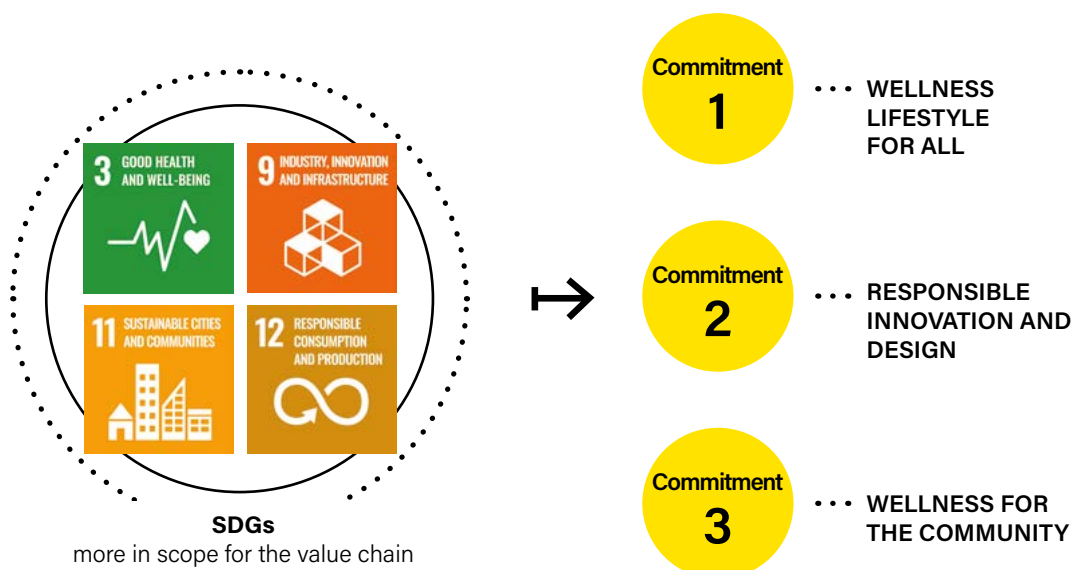 3 GOOD HEALTH
AND WELL-BEING
9 INDUSTRY, INNOVATION
AND INFRASTRUCTURE
11 SUSTAINABLE CITIES
AND COMMUNITIES
12 RESPONSIBLE
CONSUMPTION
AND PRODUCTION
SDGs
more in scope for the value chain
Commitment
1
WELLNESS
LIFESTYLE
FOR ALL
Commitment
2
RESPONSIBLE
INNOVATION AND
DESIGN
Commitment
3
WELLNESS FOR
THE COMMUNITY